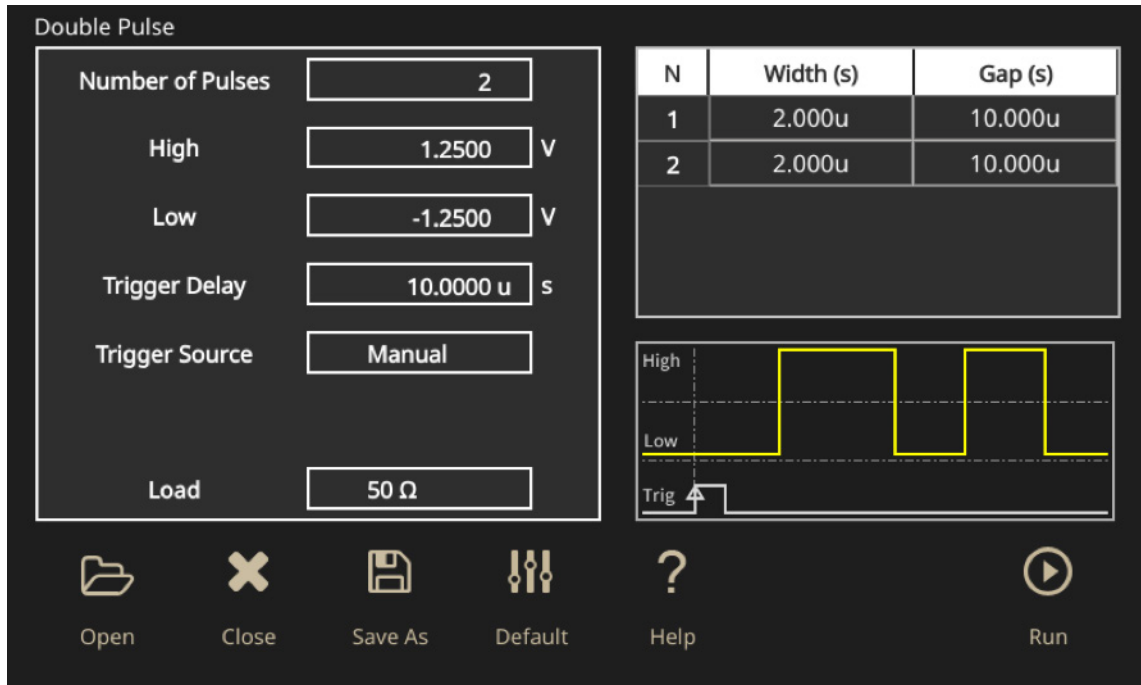 Double Pulse
Number of Pulses 2
High 1.2500 V
Low -1.2500 V
Trigger Delay 10.0000 u s
Trigger Source Manual
Load 50 Ω
N Width (s) Gap (s)
1 2.000u 10.000u
2 2.000u 10.000u
High
Low
Trig
Open Close Save As Default Help Run